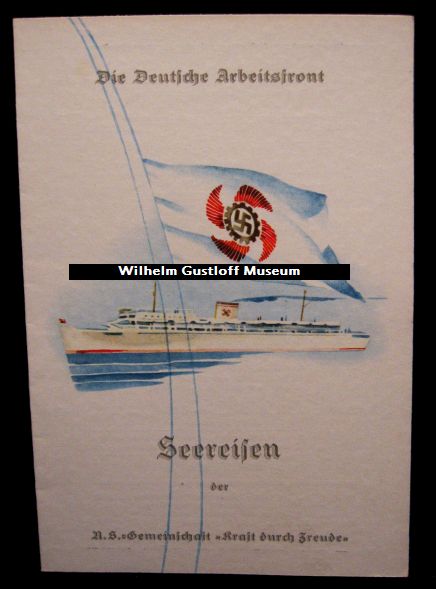 Die Deutsche Arbeitsfront
Wilhelm Gustloff Museum
Seereisen
der
N.S.=Gemeinschaft »Kraft durch Freude«